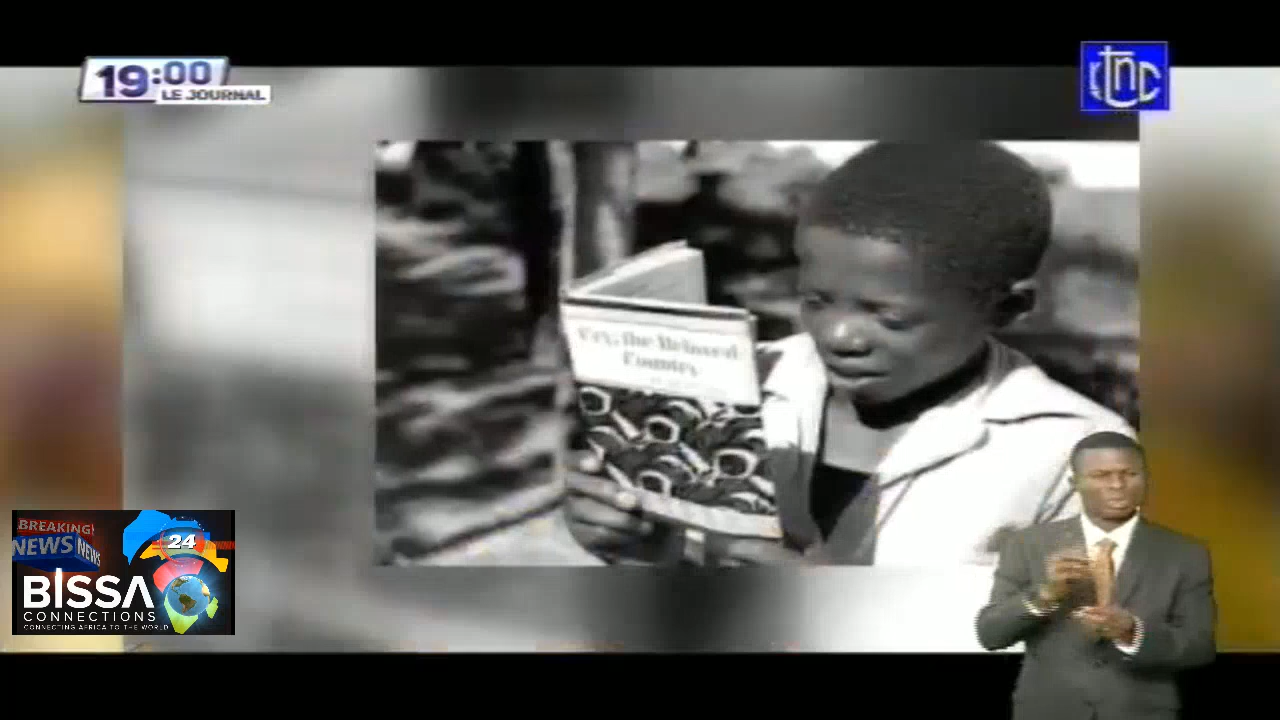 19:00
LE JOURNAL
rtnc
Cry, the Beloved
Country
BREAKING
NEWS NEWS
24
BISSA
CONNECTIONS
CONNECTING AFRICA TO THE WORLD